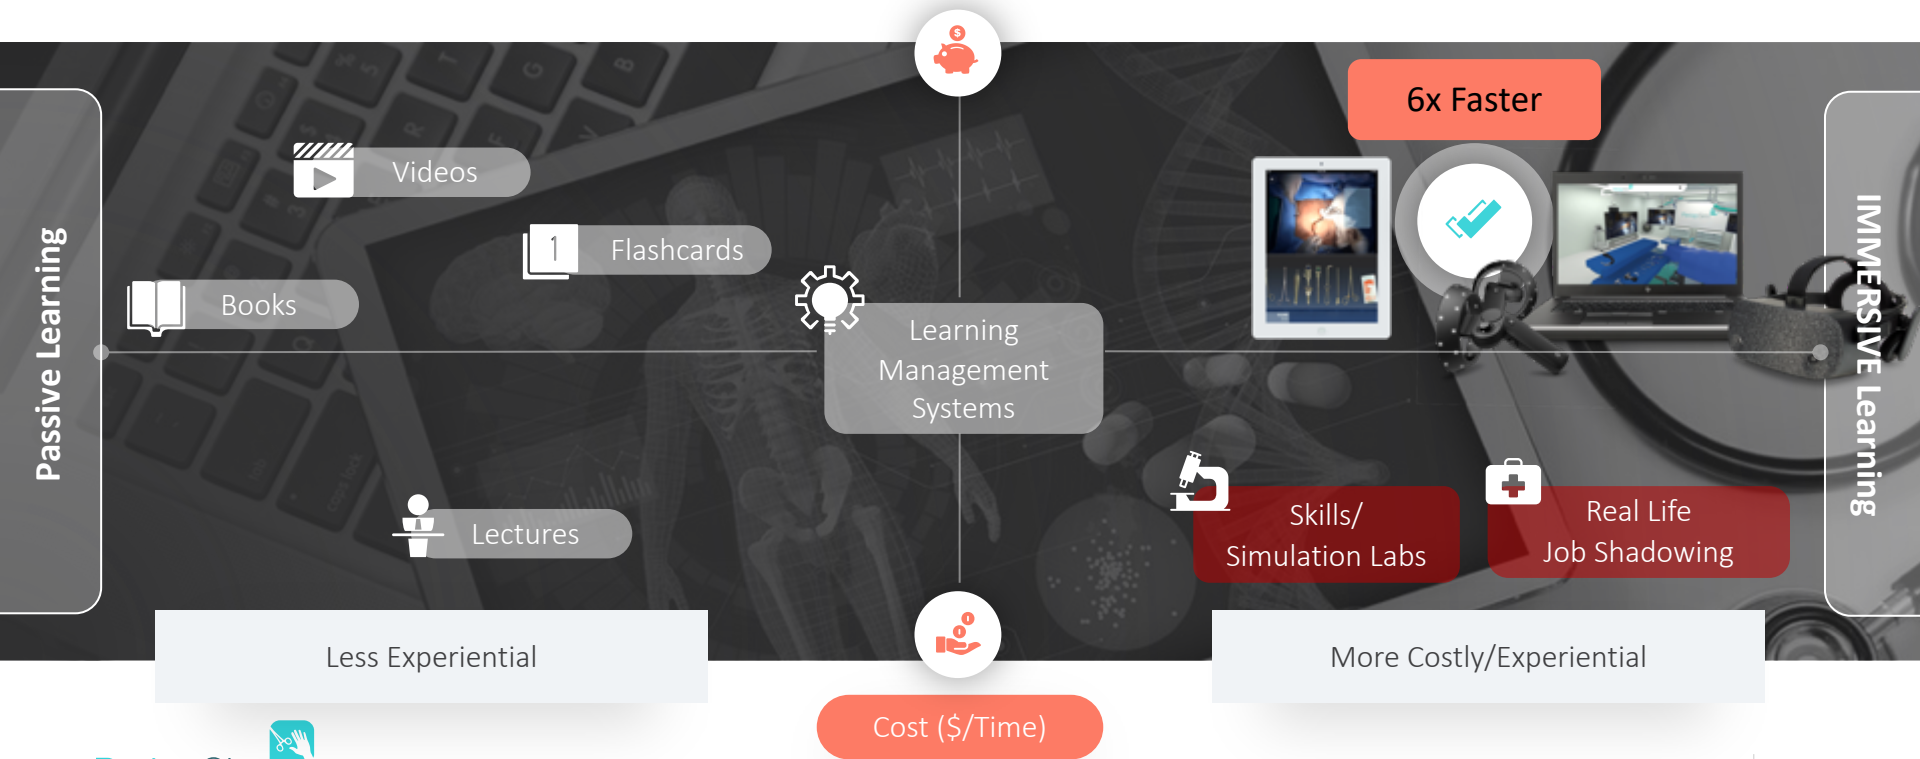 6x Faster
Videos
Flashcards
1
Books
Passive Learning
Learning
Management
Systems
IMMERSIVE Learning
Lectures
Skills/
Simulation Labs
Real Life
Job Shadowing
Less Experiential
More Costly/Experiential
Cost ($/Time)